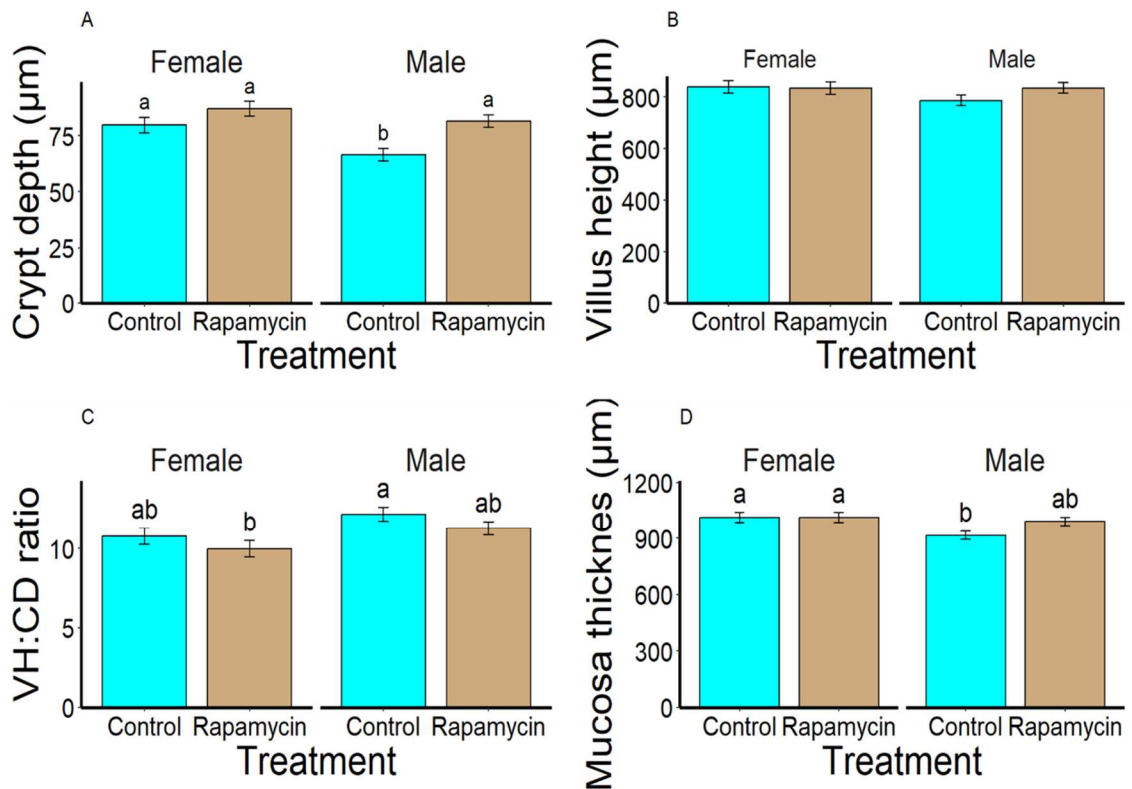 A
Crypt depth (µm)
Female
Male
a
a
b
a
75
50
25
0
Control
Rapamycin
Control
Rapamycin
Treatment
B
Villus height (µm)
Female
Male
800
600
400
200
0
Control
Rapamycin
Control
Rapamycin
Treatment
C
VH:CD ratio
Female
Male
ab
b
a
ab
10
5
0
Control
Rapamycin
Control
Rapamycin
Treatment
D
Mucosa thicknes (µm)
Female
Male
a
a
b
ab
1200
900
600
300
0
Control
Rapamycin
Control
Rapamycin
Treatment